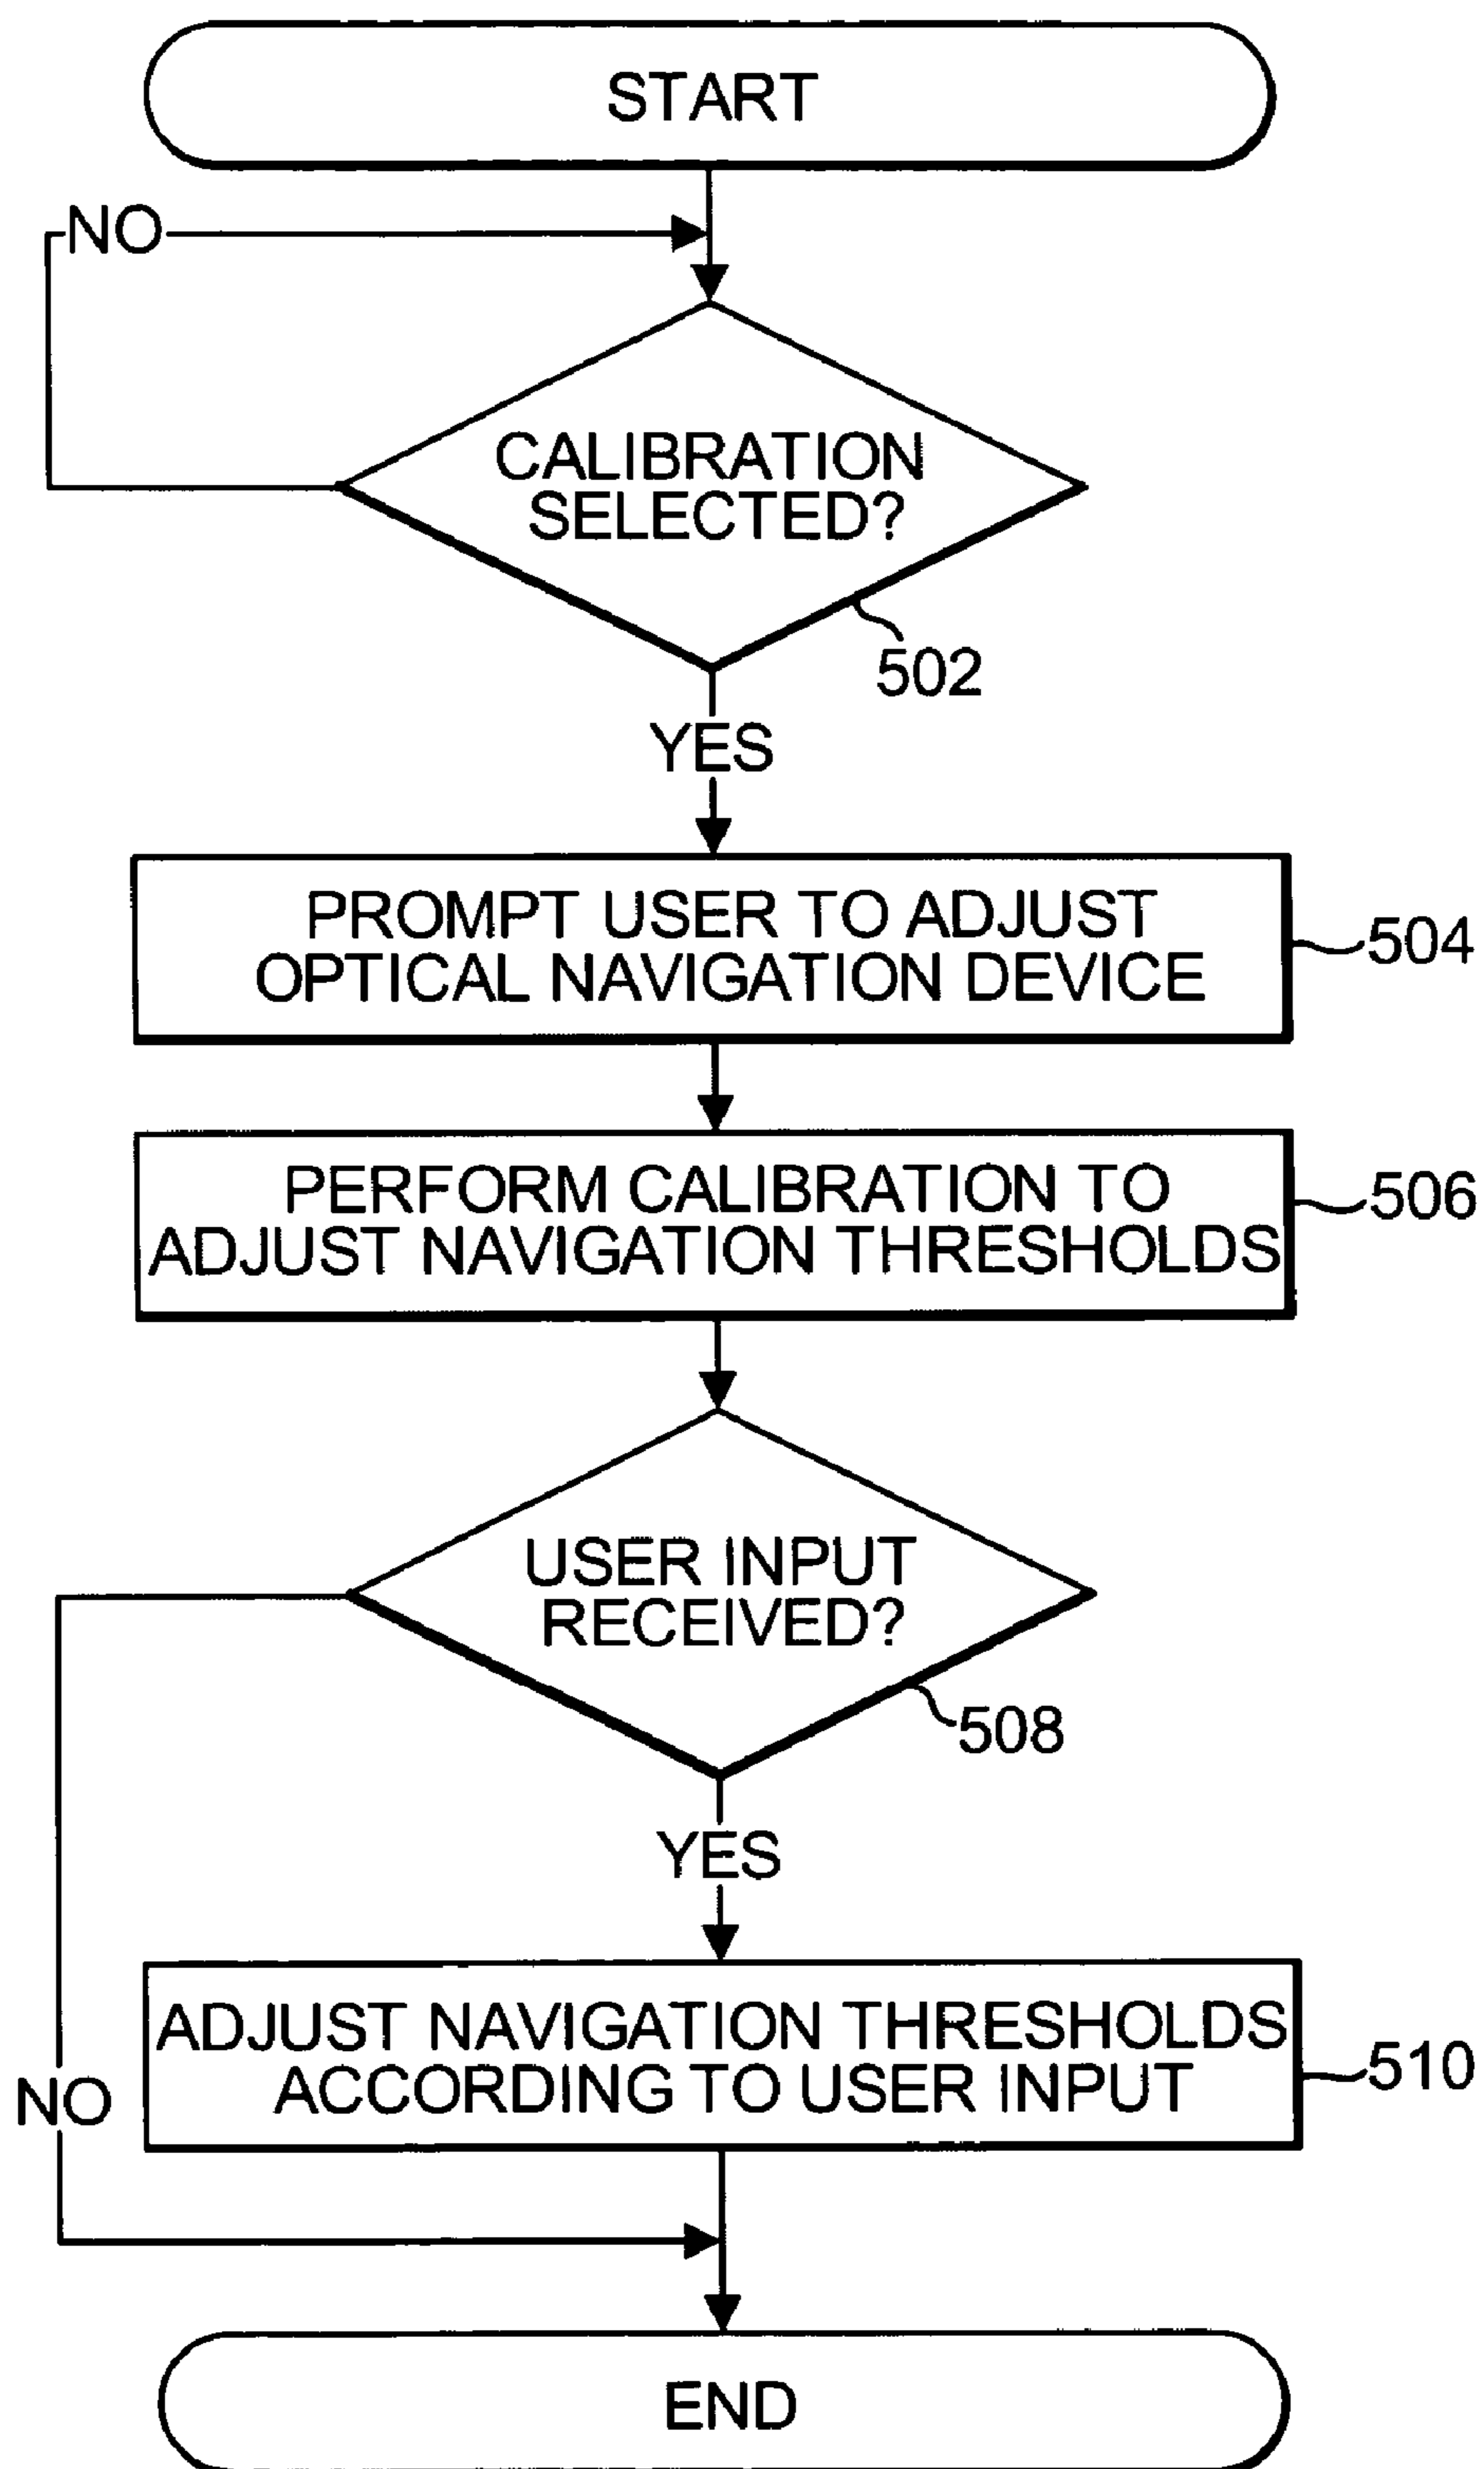 START
NO
CALIBRATION
SELECTED?
502
YES
PROMPT USER TO ADJUST
OPTICAL NAVIGATION DEVICE
504
PERFORM CALIBRATION TO
ADJUST NAVIGATION THRESHOLDS
506
USER INPUT
RECEIVED?
508
YES
ADJUST NAVIGATION THRESHOLDS
ACCORDING TO USER INPUT
510
NO
END